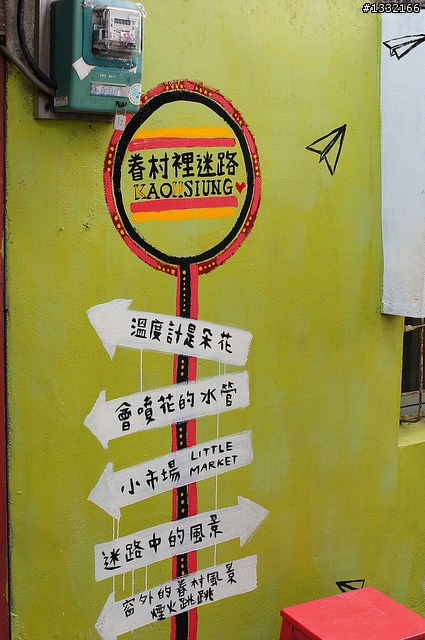 #1332166
眷村裡迷路
KAOHSIUNG
溫度計是朵花
會噴花的水管
小市場 LITTLE MARKET
迷路中的風景
窗外的眷村風景
煙火跳跳